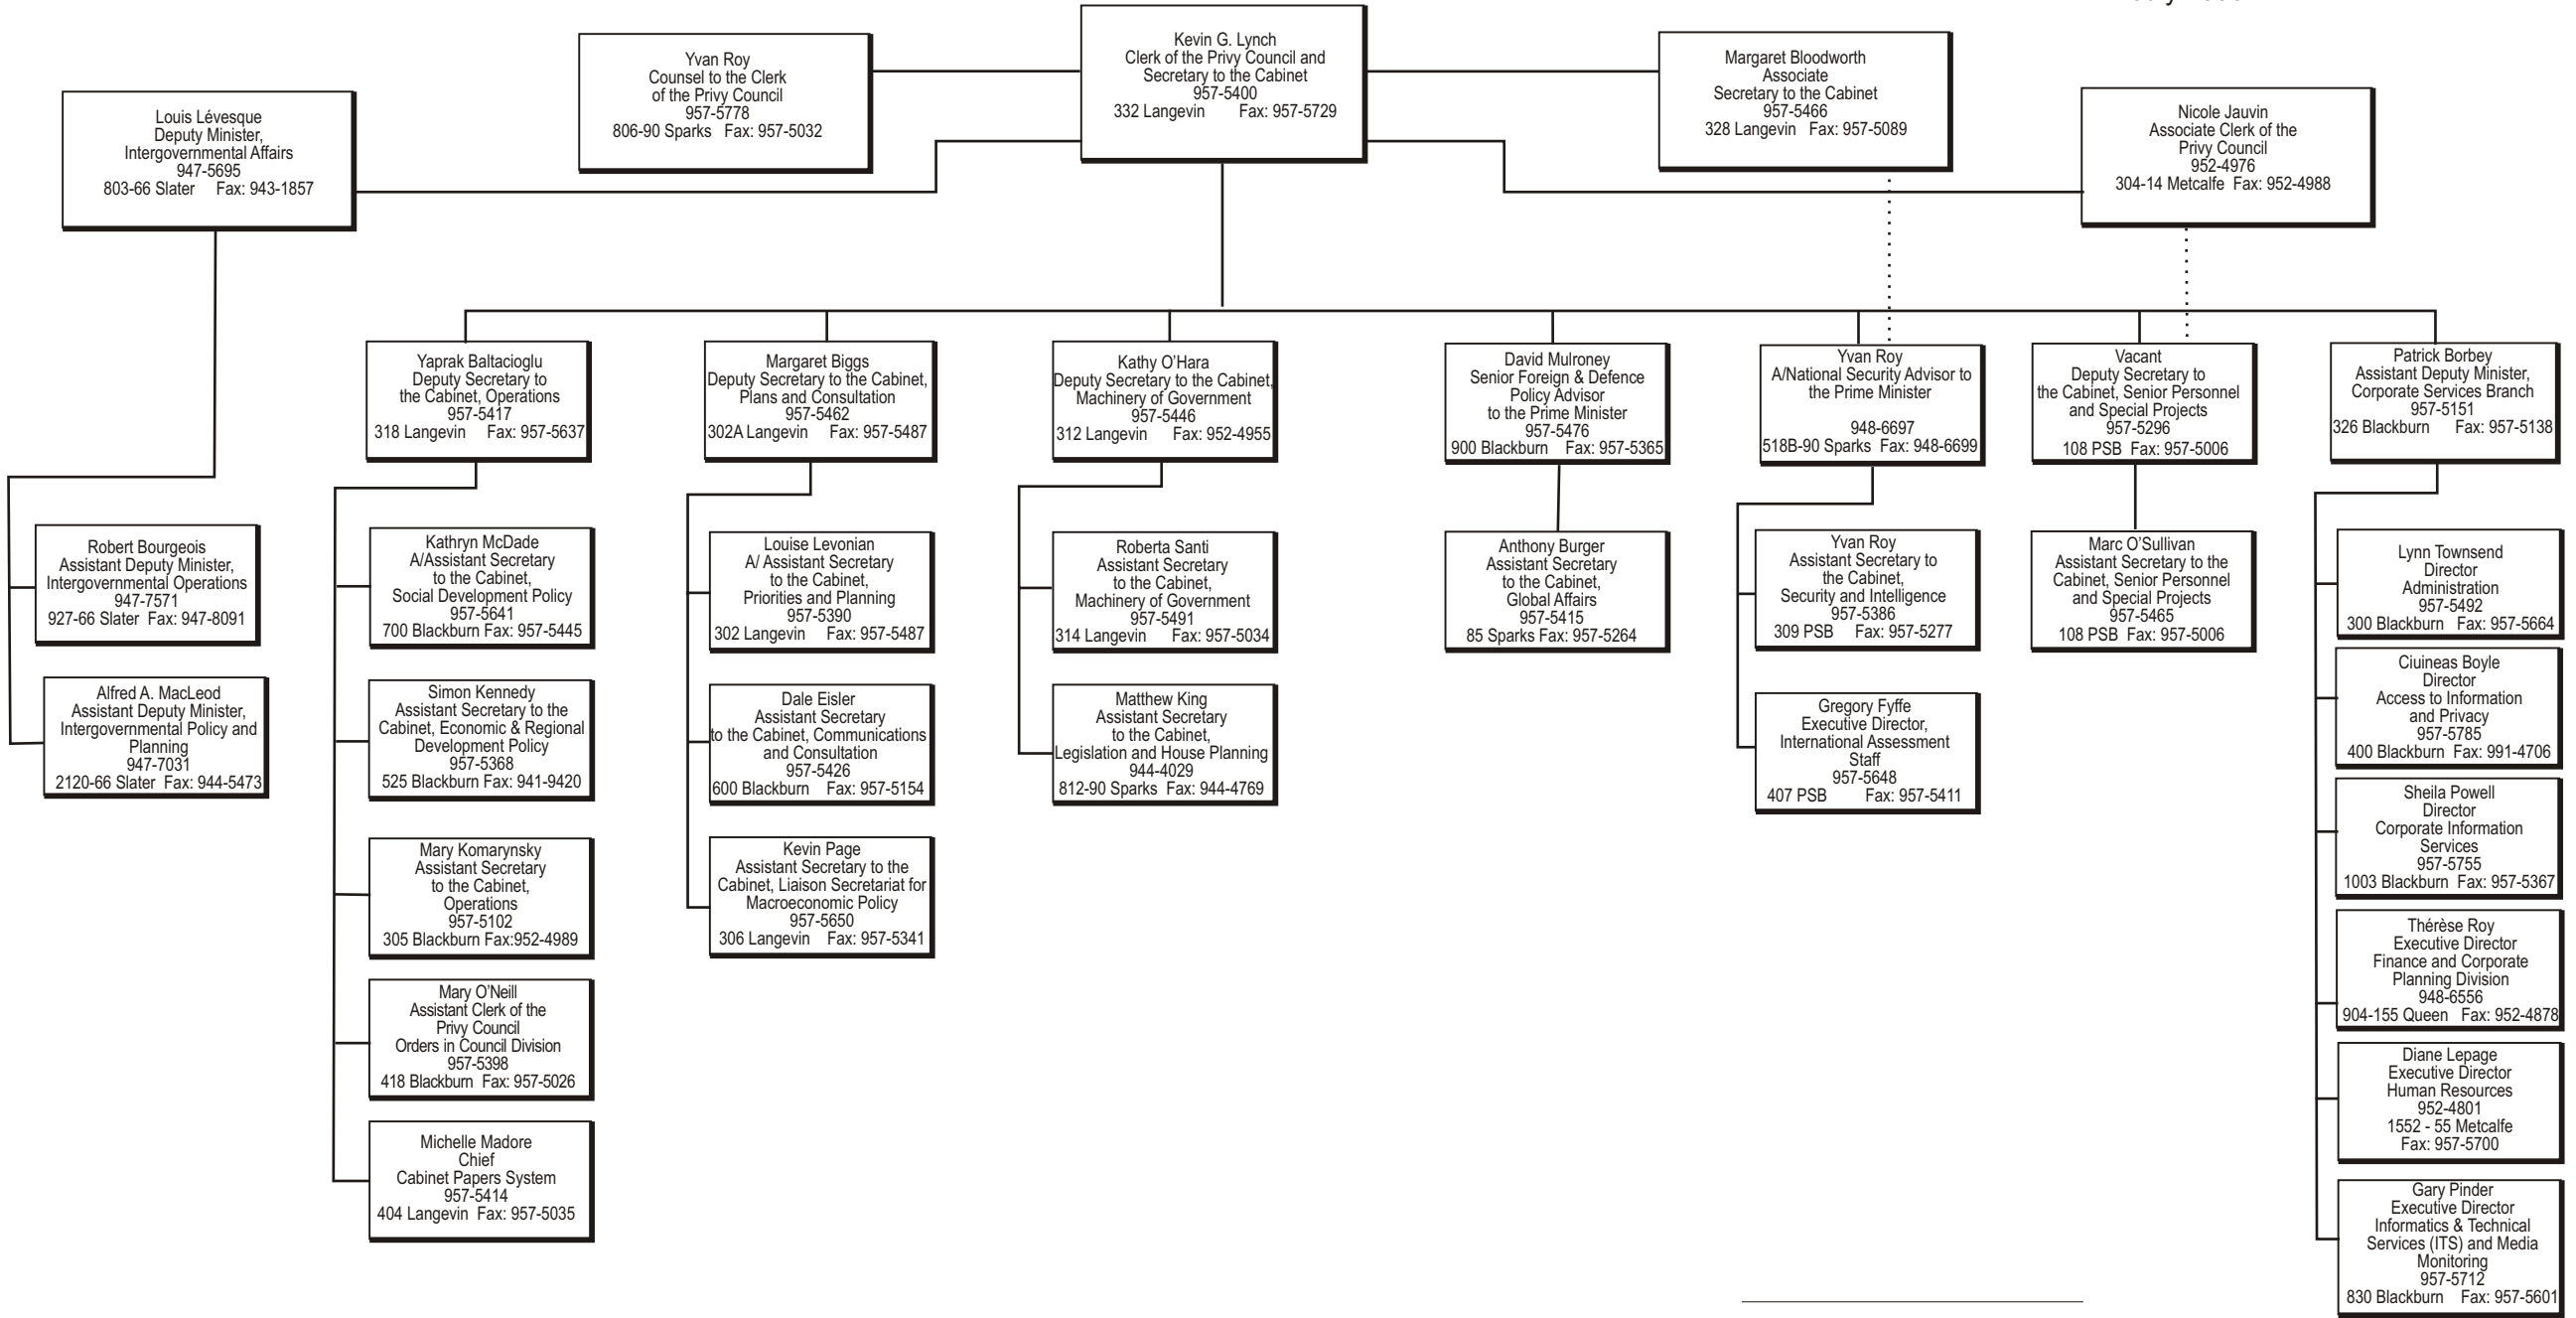 Kevin G. Lynch
Clerk of the Privy Council and
Secretary to the Cabinet
957-5400
332 Langevin Fax: 957-5729
Yvan Roy
Counsel to the Clerk
of the Privy Council
957-5778
806-90 Sparks Fax: 957-5032
Margaret Bloodworth
Associate
Secretary to the Cabinet
957-5466
328 Langevin Fax: 957-5089
Louis Lévesque
Deputy Minister,
Intergovernmental Affairs
947-5695
803-66 Slater Fax: 943-1857
Nicole Jauvin
Associate Clerk of the
Privy Council
952-4976
304-14 Metcalfe Fax: 952-4988
Yaprak Baltacioglu
Deputy Secretary to
the Cabinet, Operations
957-5417
318 Langevin Fax: 957-5637
Margaret Biggs
Deputy Secretary to the Cabinet,
Plans and Consultation
957-5462
302A Langevin Fax: 957-5487
Kathy O'Hara
Deputy Secretary to the Cabinet,
Machinery of Government
957-5446
312 Langevin Fax: 952-4955
David Mulroney
Senior Foreign & Defence
Policy Advisor
to the Prime Minister
957-5476
900 Blackburn Fax: 957-5365
Yvan Roy
A/National Security Advisor to
the Prime Minister
948-6697
518B-90 Sparks Fax: 948-6699
Vacant
Deputy Secretary to
the Cabinet, Senior Personnel
and Special Projects
957-5296
108 PSB Fax: 957-5006
Patrick Borbey
Assistant Deputy Minister,
Corporate Services Branch
957-5151
326 Blackburn Fax: 957-5138
Robert Bourgeois
Assistant Deputy Minister,
Intergovernmental Operations
947-7571
927-66 Slater Fax: 947-8091
Alfred A. MacLeod
Assistant Deputy Minister,
Intergovernmental Policy and
Planning
947-7031
2120-66 Slater Fax: 944-5473
Kathryn McDade
A/Assistant Secretary
to the Cabinet,
Social Development Policy
957-5641
700 Blackburn Fax: 957-5445
Simon Kennedy
Assistant Secretary to the
Cabinet, Economic & Regional
Development Policy
957-5368
525 Blackburn Fax: 941-9420
Mary Komarynsky
Assistant Secretary
to the Cabinet,
Operations
957-5102
305 Blackburn Fax:952-4989
Mary O'Neill
Assistant Clerk of the
Privy Council
Orders in Council Division
957-5398
418 Blackburn Fax: 957-5026
Michelle Madore
Chief
Cabinet Papers System
957-5414
404 Langevin Fax: 957-5035
Louise Levonian
A/ Assistant Secretary
to the Cabinet,
Priorities and Planning
957-5390
302 Langevin Fax: 957-5487
Dale Eisler
Assistant Secretary
to the Cabinet, Communications
and Consultation
957-5426
600 Blackburn Fax: 957-5154
Kevin Page
Assistant Secretary to the
Cabinet, Liaison Secretariat for
Macroeconomic Policy
957-5650
306 Langevin Fax: 957-5341
Roberta Santi
Assistant Secretary
to the Cabinet,
Machinery of Government
957-5491
314 Langevin Fax: 957-5034
Matthew King
Assistant Secretary
to the Cabinet,
Legislation and House Planning
944-4029
812-90 Sparks Fax: 944-4769
Anthony Burger
Assistant Secretary
to the Cabinet,
Global Affairs
957-5415
85 Sparks Fax: 957-5264
Yvan Roy
Assistant Secretary to
the Cabinet,
Security and Intelligence
957-5386
309 PSB Fax: 957-5277
Gregory Fyffe
Executive Director,
International Assessment
Staff
957-5648
407 PSB Fax: 957-5411
Marc O'Sullivan
Assistant Secretary to the
Cabinet, Senior Personnel
and Special Projects
957-5465
108 PSB Fax: 957-5006
Lynn Townsend
Director
Administration
957-5492
300 Blackburn Fax: 957-5664
Ciuineas Boyle
Director
Access to Information
and Privacy
957-5785
400 Blackburn Fax: 991-4706
Sheila Powell
Director
Corporate Information
Services
957-5755
1003 Blackburn Fax: 957-5367
Thérèse Roy
Executive Director
Finance and Corporate
Planning Division
948-6556
904-155 Queen Fax: 952-4878
Diane Lepage
Executive Director
Human Resources
952-4801
1552 - 55 Metcalfe
Fax: 957-5700
Gary Pinder
Executive Director
Informatics & Technical
Services (ITS) and Media
Monitoring
957-5712
830 Blackburn Fax: 957-5601